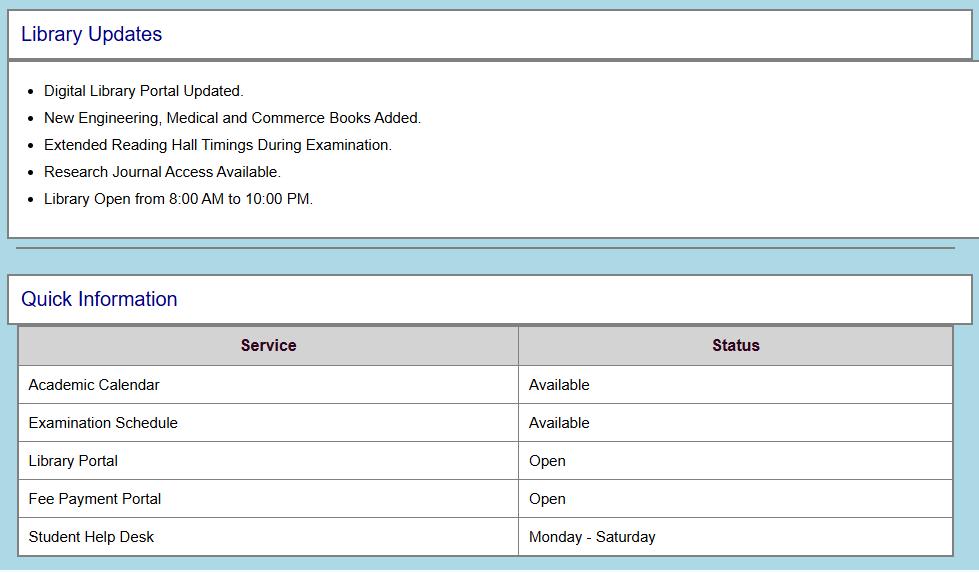 Library Updates
Digital Library Portal Updated.
New Engineering, Medical and Commerce Books Added.
Extended Reading Hall Timings During Examination.
Research Journal Access Available.
Library Open from 8:00 AM to 10:00 PM.
Quick Information
Service Status
Academic Calendar Available
Examination Schedule Available
Library Portal Open
Fee Payment Portal Open
Student Help Desk Monday - Saturday